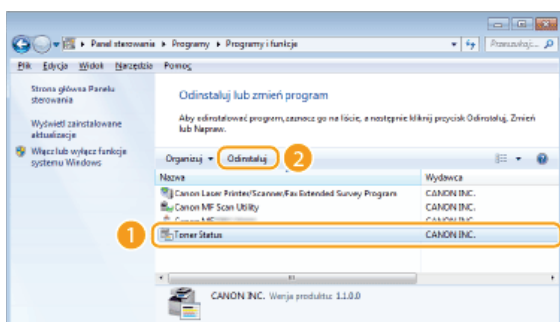 Panel sterowania ▸ Programy ▸ Programy i funkcje
Przeszukaj:...
Plik Edycja Widok Narzędzia Pomoc
Strona główna Panelu sterowania
Wyświetl zainstalowane aktualizacje
Włącz lub wyłącz funkcje systemu Windows
Odinstaluj lub zmień program
Aby odinstalować program, zaznacz go na liście, a następnie kliknij przycisk Odinstaluj, Zmień
lub Napraw.
Organizuj Odinstaluj 2
Nazwa Wydawca
Canon Laser Printer/Scanner/Fax Extended Survey Program CANON INC.
Canon MF Scan Utility CANON INC.
Canon MF CANON INC.
1 Toner Status CANON INC.
CANON INC. Wersja produktu: 1.1.0.0